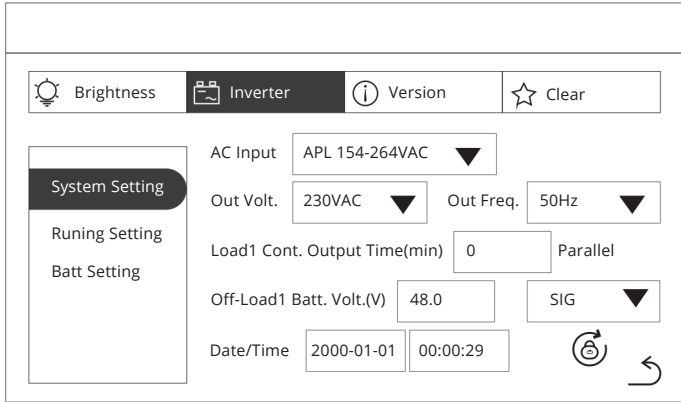 Brightness Inverter Version Clear
System Setting
Runing Setting
Batt Setting
AC Input APL 154-264VAC
Out Volt. 230VAC Out Freq. 50Hz
Load1 Cont. Output Time(min) 0 Parallel
Off-Load1 Batt. Volt.(V) 48.0 SIG
Date/Time 2000-01-01 00:00:29